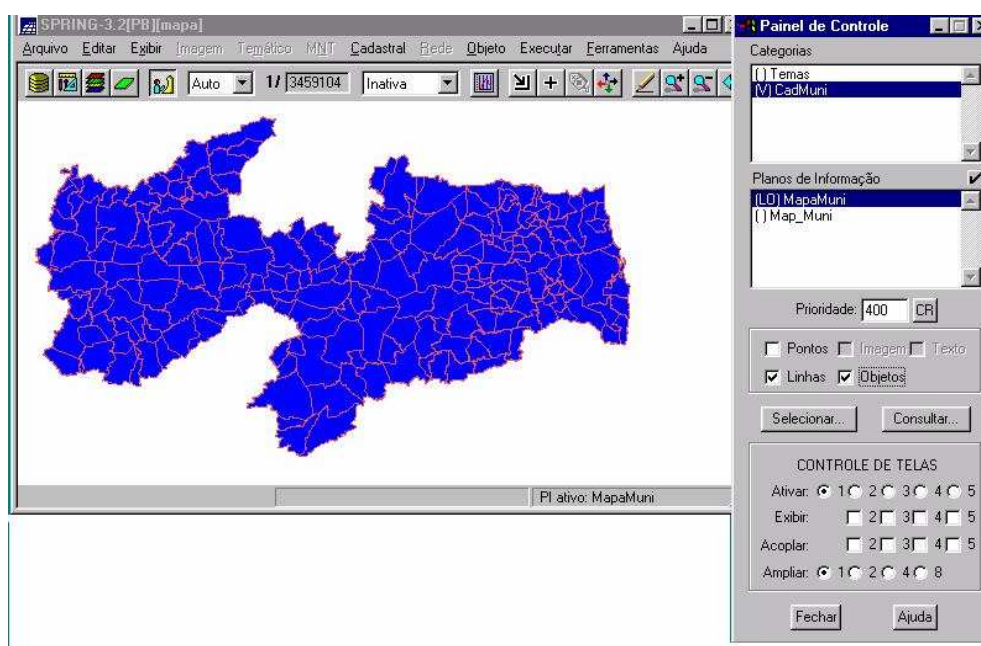 SPRING-3.2[PB][mapa]
Arquivo Editar Exibir Imagem Temático MNT Cadastral Rede Objeto Executar Ferramentas Ajuda
Auto 1/ 3459104 Inativa
PI ativo: MapaMuni
Painel de Controle
Categorias
() Temas
(V) CadMuni
Planos de Informação
(LO) MapaMuni
() Map_Muni
Prioridade: 400 CR
Pontos Imagem Texto
Linhas Objetos
Selecionar... Consultar...
CONTROLE DE TELAS
Ativar: 1 2 3 4 5
Exibir: 2 3 4 5
Acoplar: 2 3 4 5
Ampliar: 1 2 4 8
Fechar Ajuda